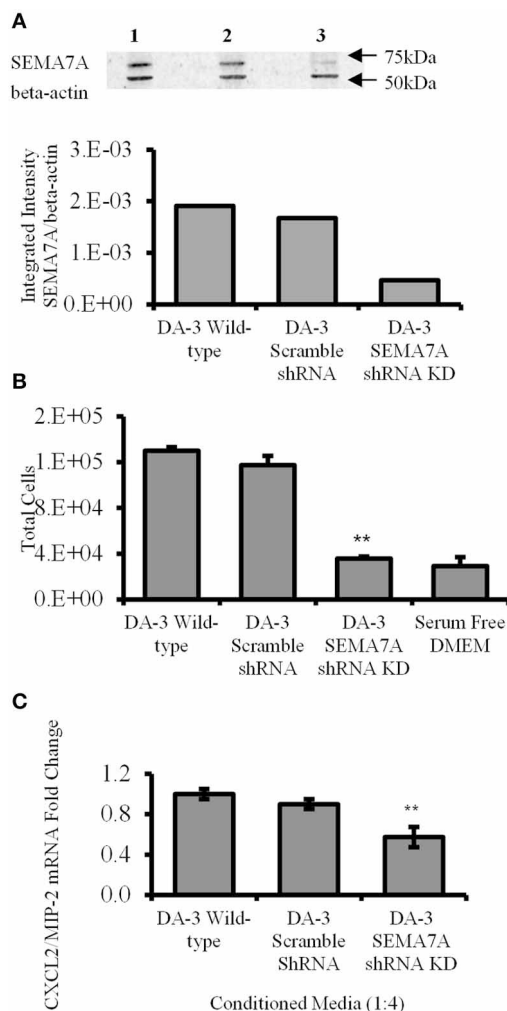 A
1 2 3
SEMA7A
75kDa
beta-actin
50kDa
Integrated Intensity
SEMA7A/beta-actin
3.E-03
2.E-03
1.E-03
0.E+00
DA-3 Wild-
type
DA-3
Scramble
shRNA
DA-3
SEMA7A
shRNA KD
B
Total Cells
2.E+05
1.E+05
8.E+04
4.E+04
0.E+00
**
DA-3 Wild-
type
DA-3
Scramble
shRNA
DA-3
SEMA7A
shRNA KD
Serum Free
DMEM
C
CXCL2/MIP-2 mRNA Fold Change
1.2
0.8
0.4
0.0
**
DA-3 Wild-
type
DA-3
Scramble
ShRNA
DA-3
SEMA7A
shRNA KD
Conditioned Media (1:4)